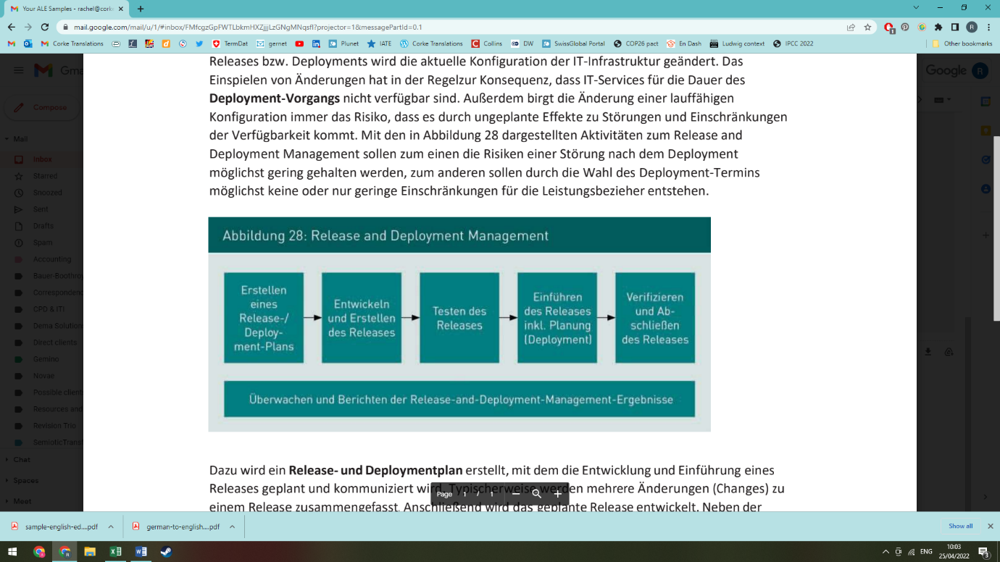 Your ALE Samples - rachel@cork
mail.google.com/mail/u/1/#inbox/FMfcgzGpFWTLbkmHXZjjjLzGNgMNqsfl?projector=1&messagePartId=0.1
Corke Translations
TermDat
gernet
Plunet
IATE
Corke Translations
Collins
DW
SwissGlobal Portal
COP26 pact
En Dash
Ludwig context
IPCC 2022
Other bookmarks
Google
R
Compose
Mail
Inbox
Starred
Snoozed
Sent
Drafts
Spam
Accounting
Bauer-Boothroy
Correspondenc
CPD & ITI
Dema Solution
Direct clients
Gemino
Novae
Possible client
Resources and
Revision Trio
SemioticTrans
Chat
Spaces
Meet
Releases bzw. Deployments wird die aktuelle Konfiguration der IT-Infrastruktur geändert. Das
Einspielen von Änderungen hat in der Regelzur Konsequenz, dass IT-Services für die Dauer des
Deployment-Vorgangs nicht verfügbar sind. Außerdem birgt die Änderung einer lauffähigen
Konfiguration immer das Risiko, dass es durch ungeplante Effekte zu Störungen und Einschränkungen
der Verfügbarkeit kommt. Mit den in Abbildung 28 dargestellten Aktivitäten zum Release and
Deployment Management sollen zum einen die Risiken einer Störung nach dem Deployment
möglichst gering gehalten werden, zum anderen sollen durch die Wahl des Deployment-Termins
möglichst keine oder nur geringe Einschränkungen für die Leistungsbezieher entstehen.
Abbildung 28: Release and Deployment Management
Erstellen
eines
Release-/
Deploy-
ment-Plans
Entwickeln
und Erstellen
des Releases
Testen des
Releases
Einführen
des Releases
inkl. Planung
(Deployment)
Verifizieren
und Ab-
schließen
des Releases
Überwachen und Berichten der Release-and-Deployment-Management-Ergebnisse
Dazu wird ein Release- und Deploymentplan erstellt, mit dem die Entwicklung und Einführung eines
Releases geplant und kommuniziert wird. Typischerweise werden mehrere Änderungen (Changes) zu
einem Release zusammengefasst. Anschließend wird das geplante Release entwickelt. Neben der
Page 1 / 1
sample-english-ed....pdf
german-to-english....pdf
Show all
ENG
10:03
25/04/2022
3